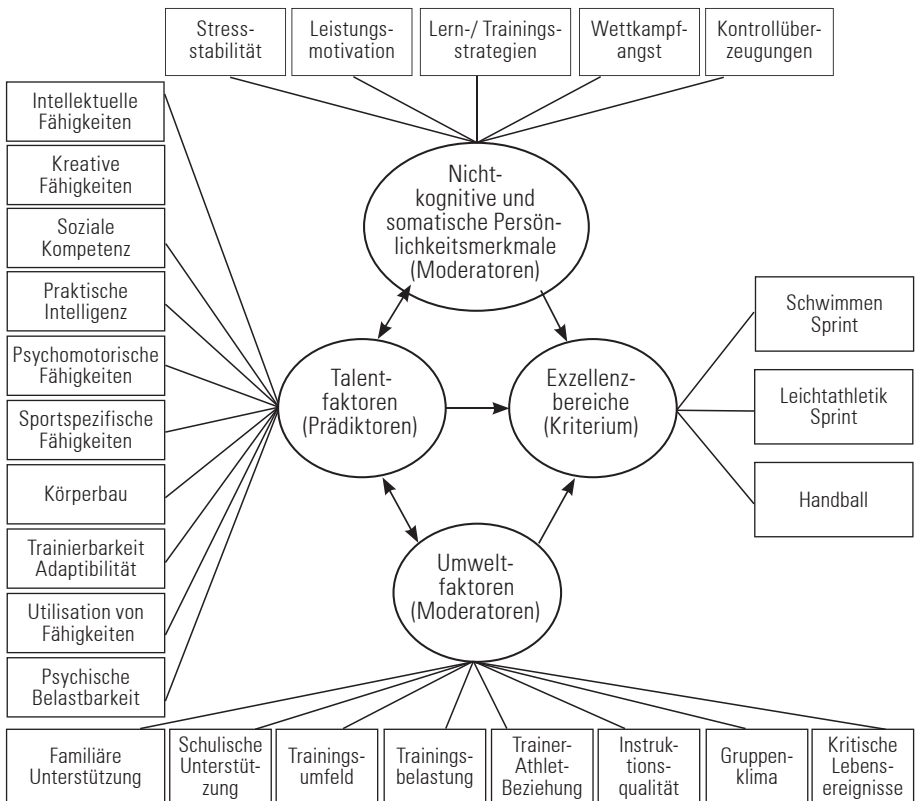 Stress-
stabilität
Leistungs-
motivation
Lern-/ Trainings-
strategien
Wettkampf-
angst
Kontrollüber-
zeugungen
Intellektuelle
Fähigkeiten
Kreative
Fähigkeiten
Soziale
Kompetenz
Praktische
Intelligenz
Psychomotorische
Fähigkeiten
Sportspezifische
Fähigkeiten
Körperbau
Trainierbarkeit
Adaptibilität
Utilisation von
Fähigkeiten
Psychische
Belastbarkeit
Nicht-
kognitive und
somatische Persön-
lichkeitsmerkmale
(Moderatoren)
Talent-
faktoren
(Prädiktoren)
Exzellenz-
bereiche
(Kriterium)
Umwelt-
faktoren
(Moderatoren)
Schwimmen
Sprint
Leichtathletik
Sprint
Handball
Familiäre
Unterstützung
Schulische
Unterstüt-
zung
Trainings-
umfeld
Trainings-
belastung
Trainer-
Athlet-
Beziehung
Instruk-
tions-
qualität
Gruppen-
klima
Kritische
Lebens-
ereignisse